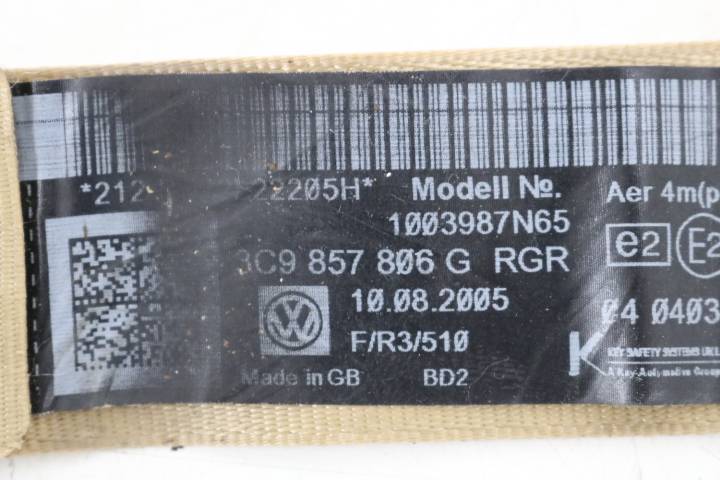 *212 22205H* Modell No. Aer 4m(p
1003987N65 e2 E2
3C9 857 806 G RGR
10.08.2005 04 0403
F/R3/510 K KEY SAFETY SYSTEMS
Made in GB BD2 A Key Automotive Group